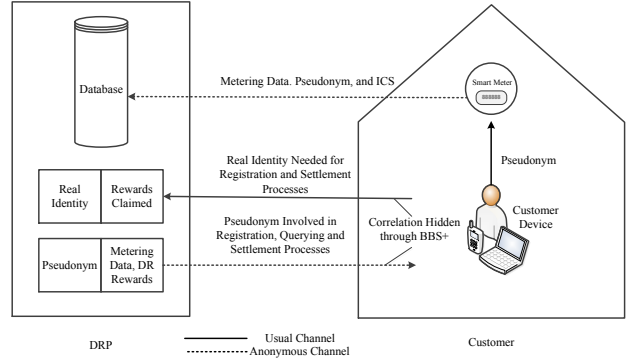 Database
Metering Data. Pseudonym, and ICS
Smart Meter
Real Identity Needed for
Registration and Settlement
Processes
Pseudonym
Real
Identity
Rewards
Claimed
Pseudonym Involved in
Registration, Querying and
Settlement Processes
Correlation Hidden
through BBS+
Customer
Device
Pseudonym
Metering
Data, DR
Rewards
DRP
Usual Channel
Anonymous Channel
Customer